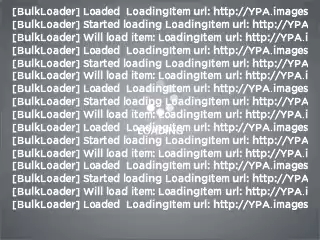 [BulkLoader] Loaded  LoadingItem url: http://YPA.images
[BulkLoader] Started loading LoadingItem url: http://YPA
[BulkLoader] Will load item: LoadingItem url: http://YPA.i
[BulkLoader] Loaded  LoadingItem url: http://YPA.images
[BulkLoader] Started loading LoadingItem url: http://YPA
[BulkLoader] Will load item: LoadingItem url: http://YPA.i
[BulkLoader] Loaded  LoadingItem url: http://YPA.images
[BulkLoader] Started loading LoadingItem url: http://YPA
[BulkLoader] Will load item: LoadingItem url: http://YPA.i
[BulkLoader] Loaded  LoadingItem url: http://YPA.images
LOADING
[BulkLoader] Started loading LoadingItem url: http://YPA
[BulkLoader] Will load item: LoadingItem url: http://YPA.i
[BulkLoader] Loaded  LoadingItem url: http://YPA.images
[BulkLoader] Started loading LoadingItem url: http://YPA
[BulkLoader] Will load item: LoadingItem url: http://YPA.i
[BulkLoader] Loaded  LoadingItem url: http://YPA.images